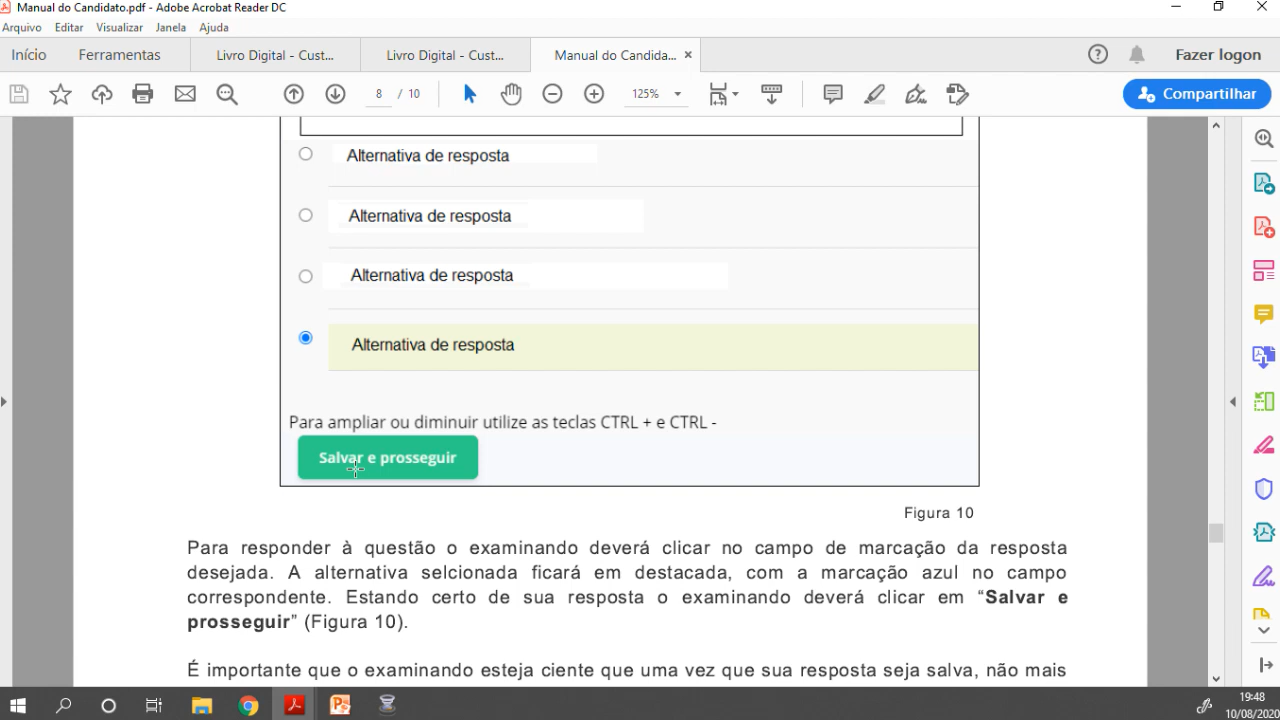 Manual do Candidato.pdf - Adobe Acrobat Reader DC
Arquivo Editar Visualizar Janela Ajuda
Início Ferramentas Livro Digital - Cust... Livro Digital - Cust... Manual do Candida... × Fazer logon
8 / 10 125% Compartilhar
Alternativa de resposta
Alternativa de resposta
Alternativa de resposta
Alternativa de resposta
Para ampliar ou diminuir utilize as teclas CTRL + e CTRL -
Salvar e prosseguir
Figura 10
Para responder à questão o examinando deverá clicar no campo de marcação da resposta
desejada. A alternativa selcionada ficará em destacada, com a marcação azul no campo
correspondente. Estando certo de sua resposta o examinando deverá clicar em “Salvar e
prosseguir” (Figura 10).
É importante que o examinando esteja ciente que uma vez que sua resposta seja salva, não mais
19:48
10/08/2020